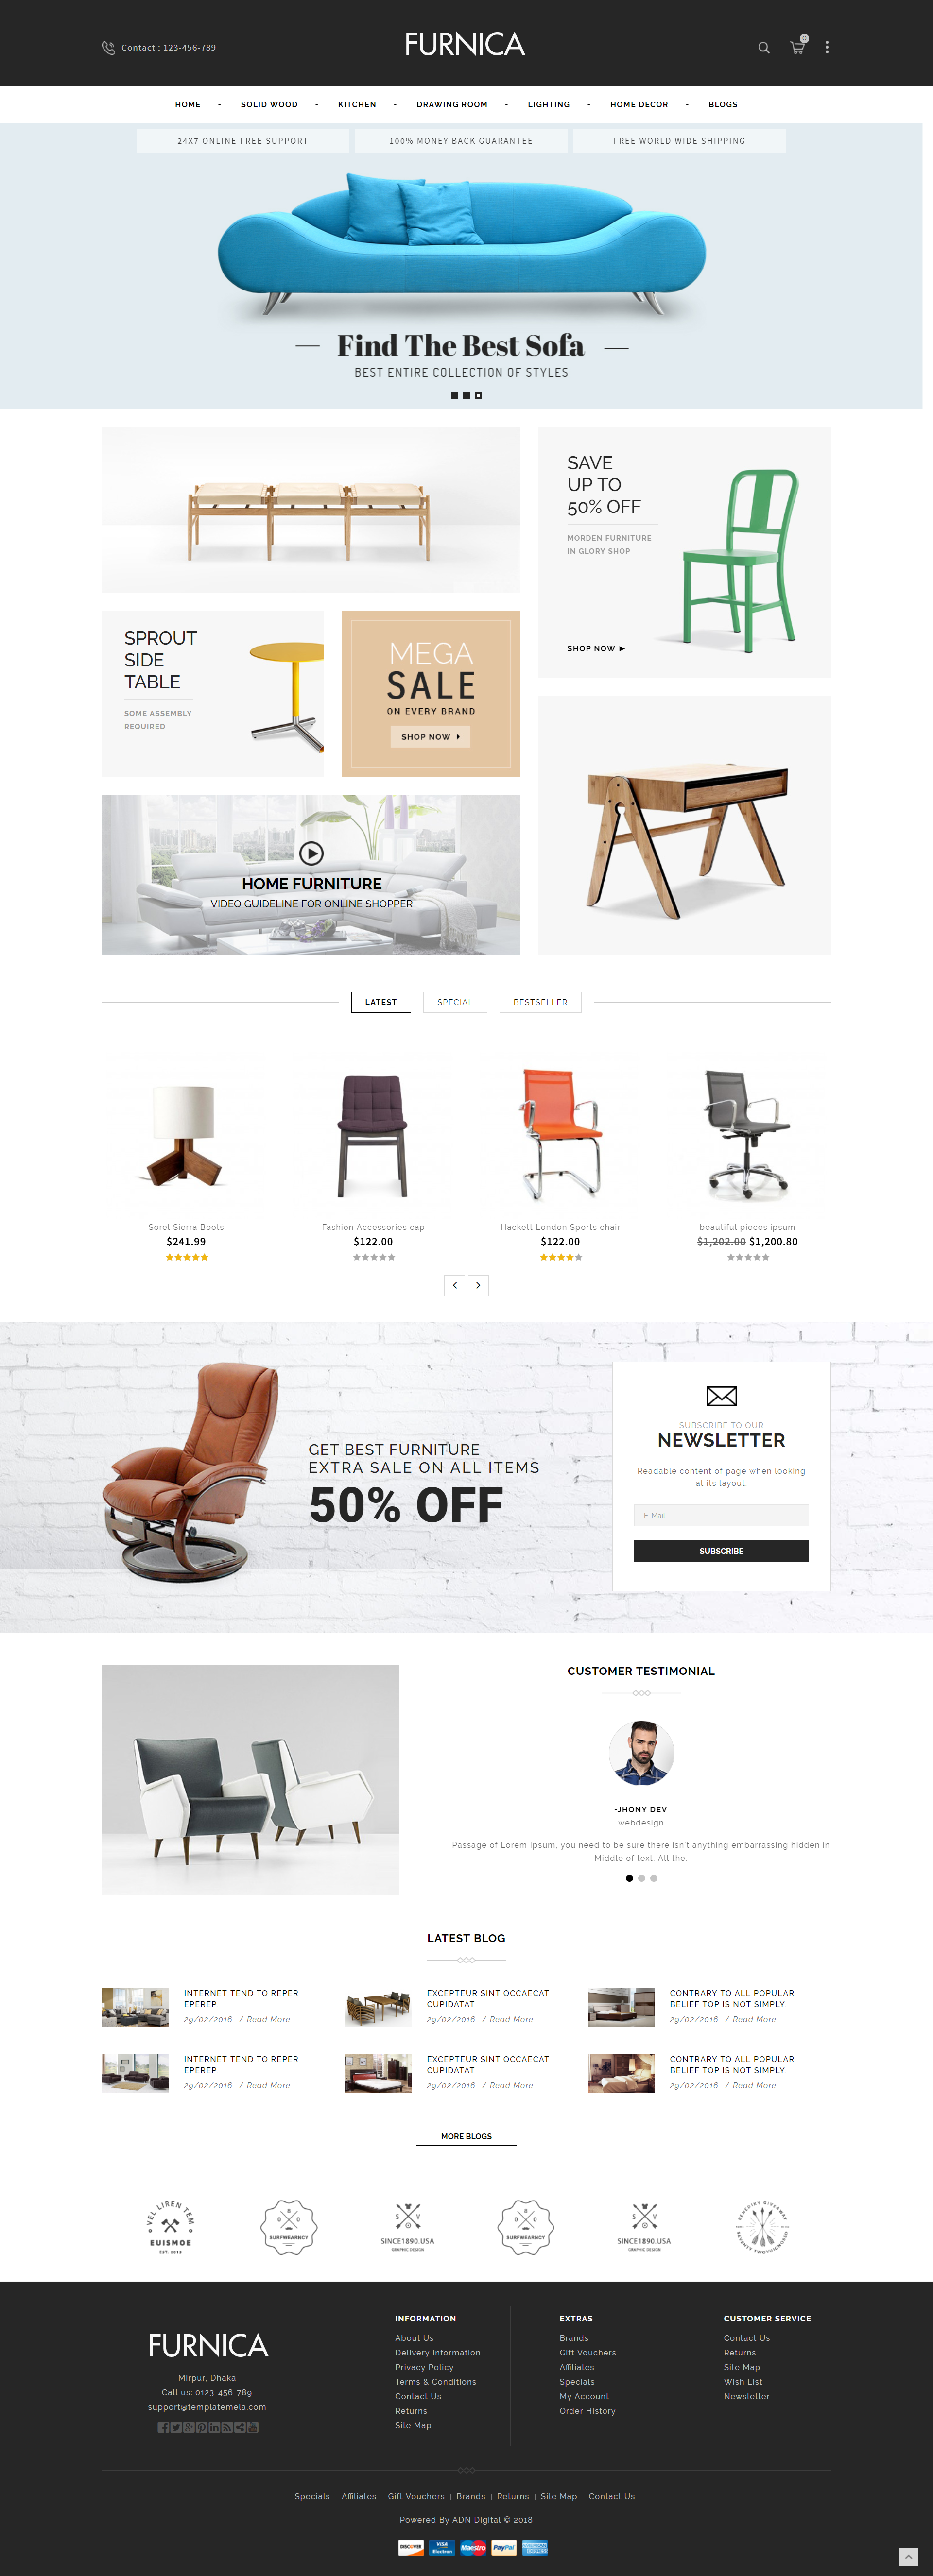 Contact : 123-456-789
FURNICA
0
HOME - SOLID WOOD - KITCHEN - DRAWING ROOM - LIGHTING - HOME DECOR - BLOGS
24X7 ONLINE FREE SUPPORT
100% MONEY BACK GUARANTEE
FREE WORLD WIDE SHIPPING
Find The Best Sofa
BEST ENTIRE COLLECTION OF STYLES
SAVE
UP TO
50% OFF
MORDEN FURNITURE
IN GLORY SHOP
SHOP NOW
SPROUT
SIDE
TABLE
SOME ASSEMBLY
REQUIRED
MEGA
SALE
ON EVERY BRAND
SHOP NOW
HOME FURNITURE
VIDEO GUIDELINE FOR ONLINE SHOPPER
LATEST
SPECIAL
BESTSELLER
Sorel Sierra Boots
$241.99
Fashion Accessories cap
$122.00
Hackett London Sports chair
$122.00
beautiful pieces ipsum
$1,202.00 $1,200.80
GET BEST FURNITURE
EXTRA SALE ON ALL ITEMS
50% OFF
SUBSCRIBE TO OUR
NEWSLETTER
Readable content of page when looking
at its layout.
E-Mail
SUBSCRIBE
CUSTOMER TESTIMONIAL
-JHONY DEV
webdesign
Passage of Lorem Ipsum, you need to be sure there isn't anything embarrassing hidden in
Middle of text. All the.
LATEST BLOG
INTERNET TEND TO REPER
EPEREP.
29/02/2016 / Read More
EXCEPTEUR SINT OCCAECAT
CUPIDATAT
29/02/2016 / Read More
CONTRARY TO ALL POPULAR
BELIEF TOP IS NOT SIMPLY.
29/02/2016 / Read More
INTERNET TEND TO REPER
EPEREP.
29/02/2016 / Read More
EXCEPTEUR SINT OCCAECAT
CUPIDATAT
29/02/2016 / Read More
CONTRARY TO ALL POPULAR
BELIEF TOP IS NOT SIMPLY.
29/02/2016 / Read More
MORE BLOGS
VEL LIREN TEM
EUISMOE
EST. 2018
SURFWEARNCY
S V
SINCE1890.USA
GRAPHIC DESIGN
SURFWEARNCY
S V
SINCE1890.USA
GRAPHIC DESIGN
FURNICA
Mirpur, Dhaka
Call us: 0123-456-789
support@templatemela.com
INFORMATION
About Us
Delivery Information
Privacy Policy
Terms & Conditions
Contact Us
Returns
Site Map
EXTRAS
Brands
Gift Vouchers
Affiliates
Specials
My Account
Order History
CUSTOMER SERVICE
Contact Us
Returns
Site Map
Wish List
Newsletter
Specials | Affiliates | Gift Vouchers | Brands | Returns | Site Map | Contact Us
Powered By ADN Digital © 2018
DISCOVER
VISA Electron
Maestro
PayPal
AMERICAN EXPRESS